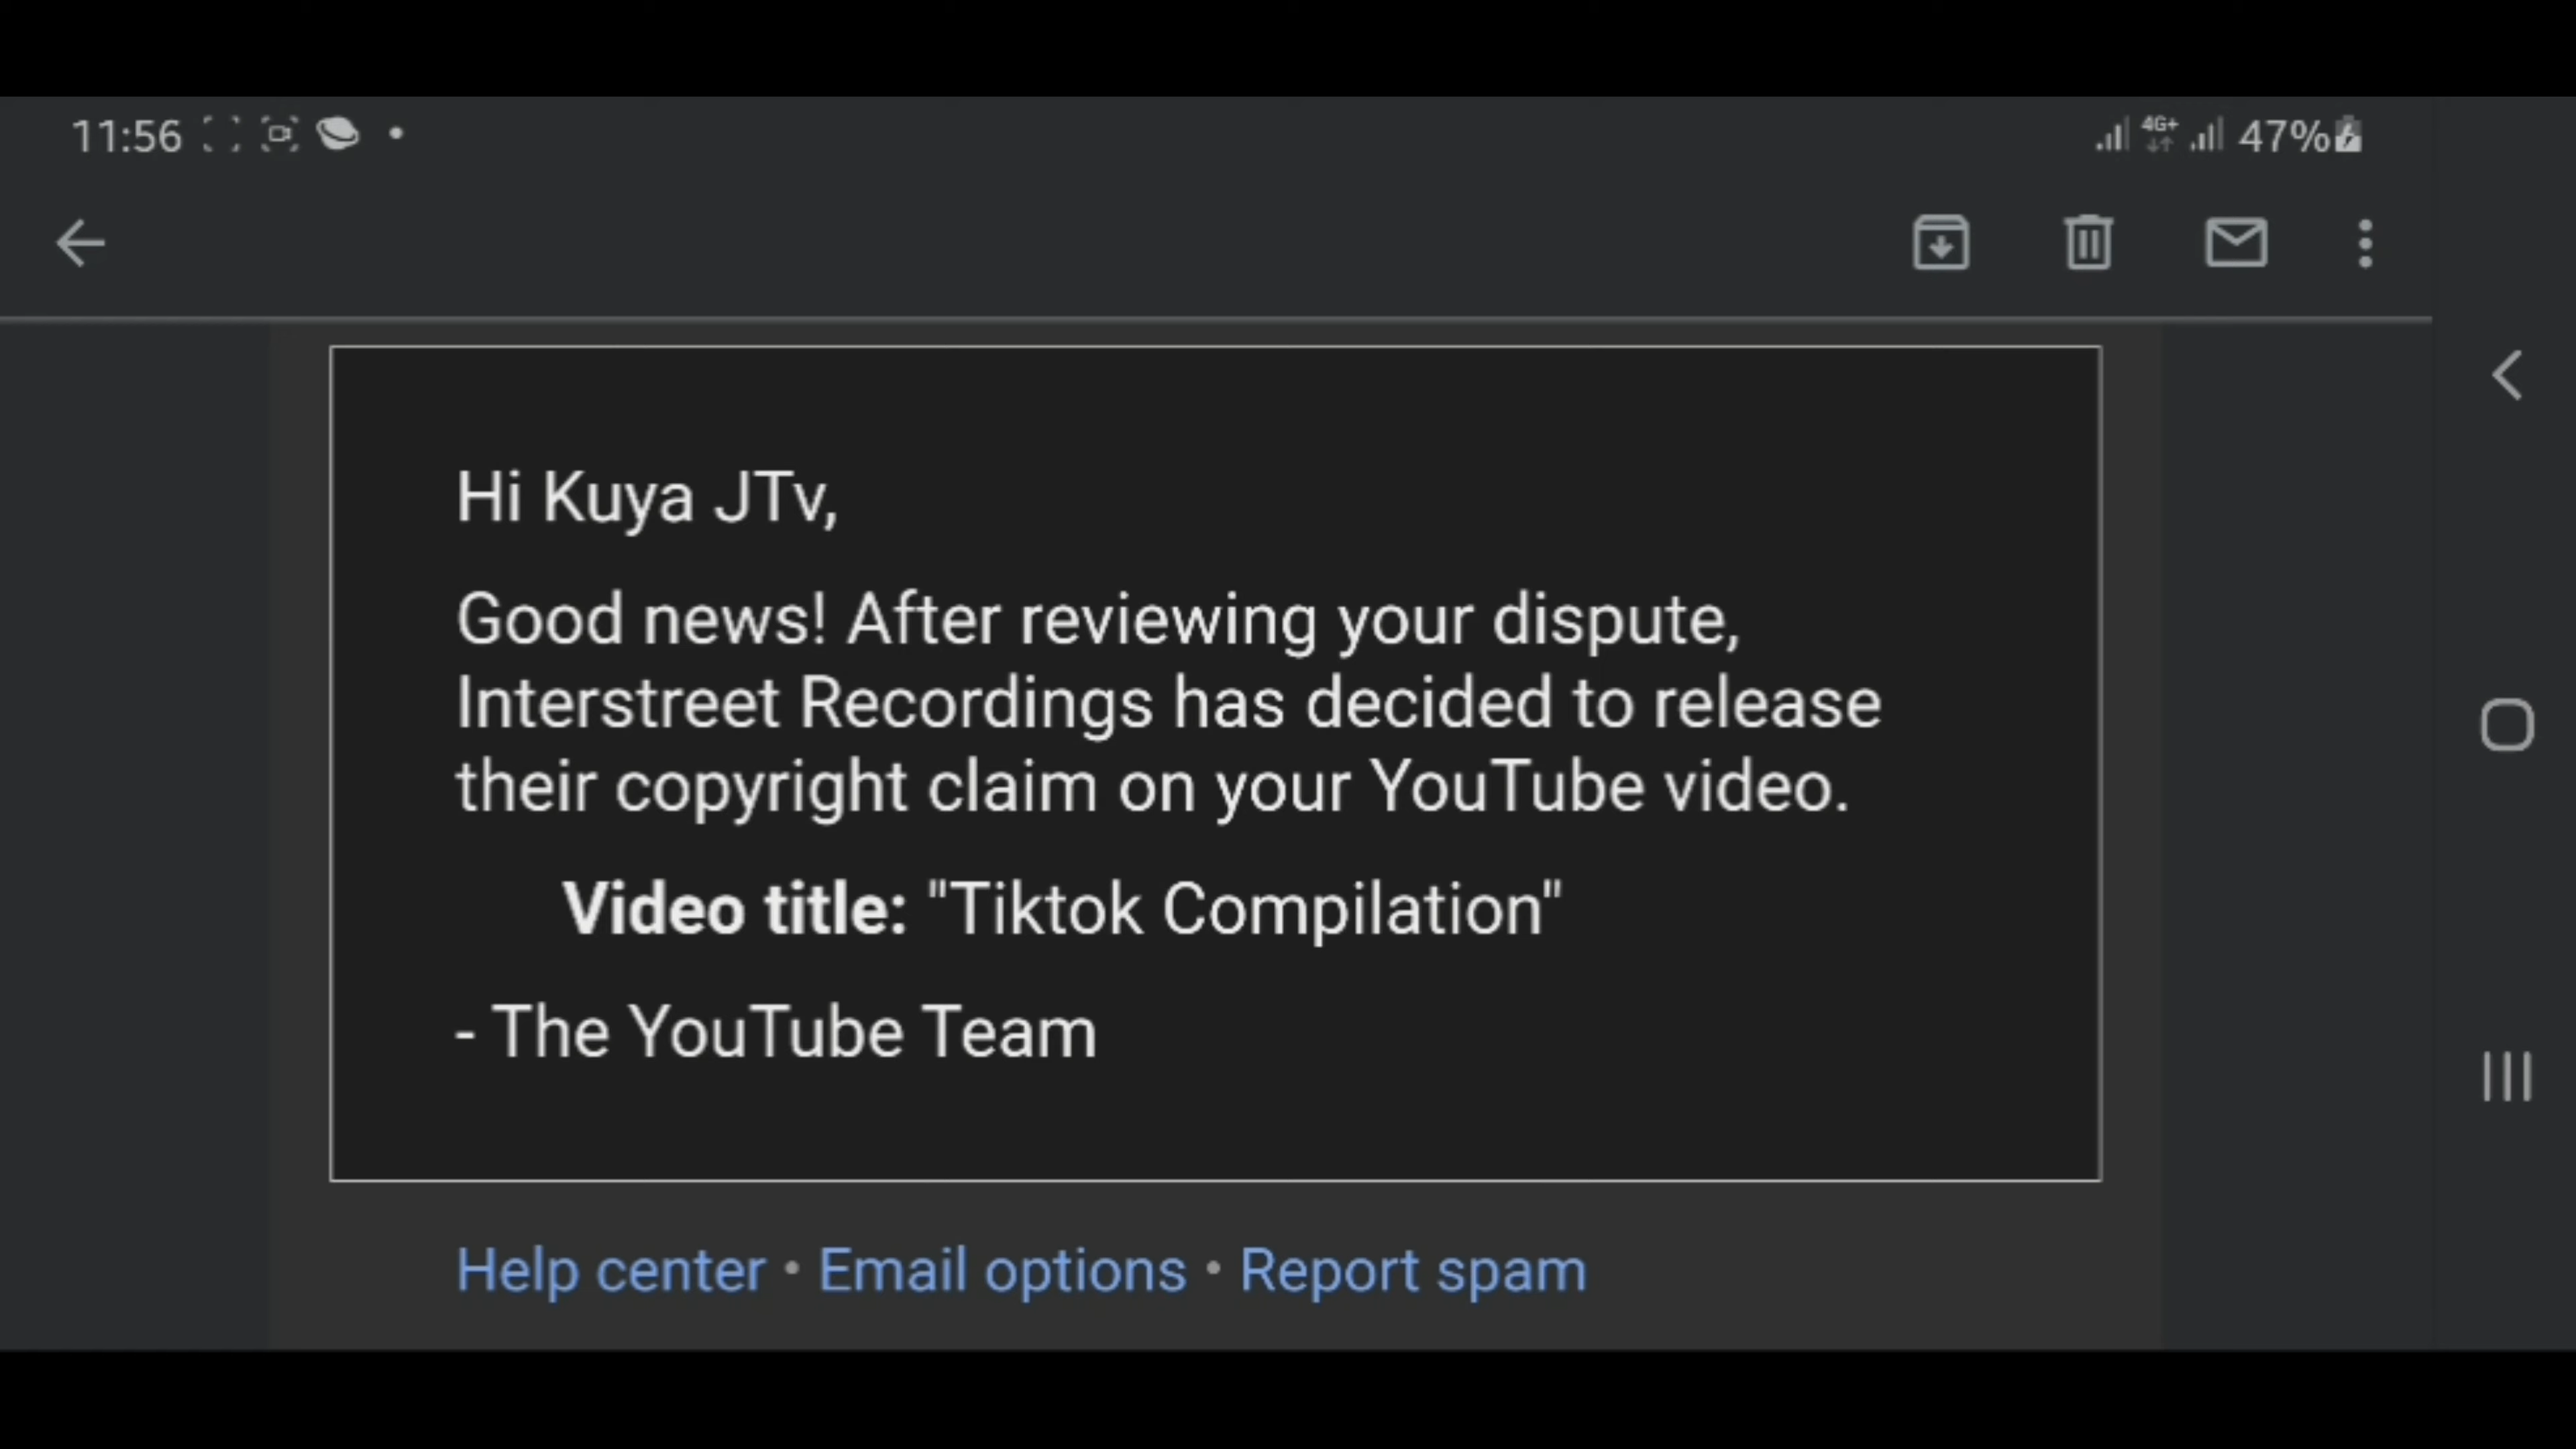 11:56
4G+ 47%
Hi Kuya JTv,
Good news! After reviewing your dispute,
Interstreet Recordings has decided to release
their copyright claim on your YouTube video.
Video title: "Tiktok Compilation"
- The YouTube Team
Help center • Email options • Report spam